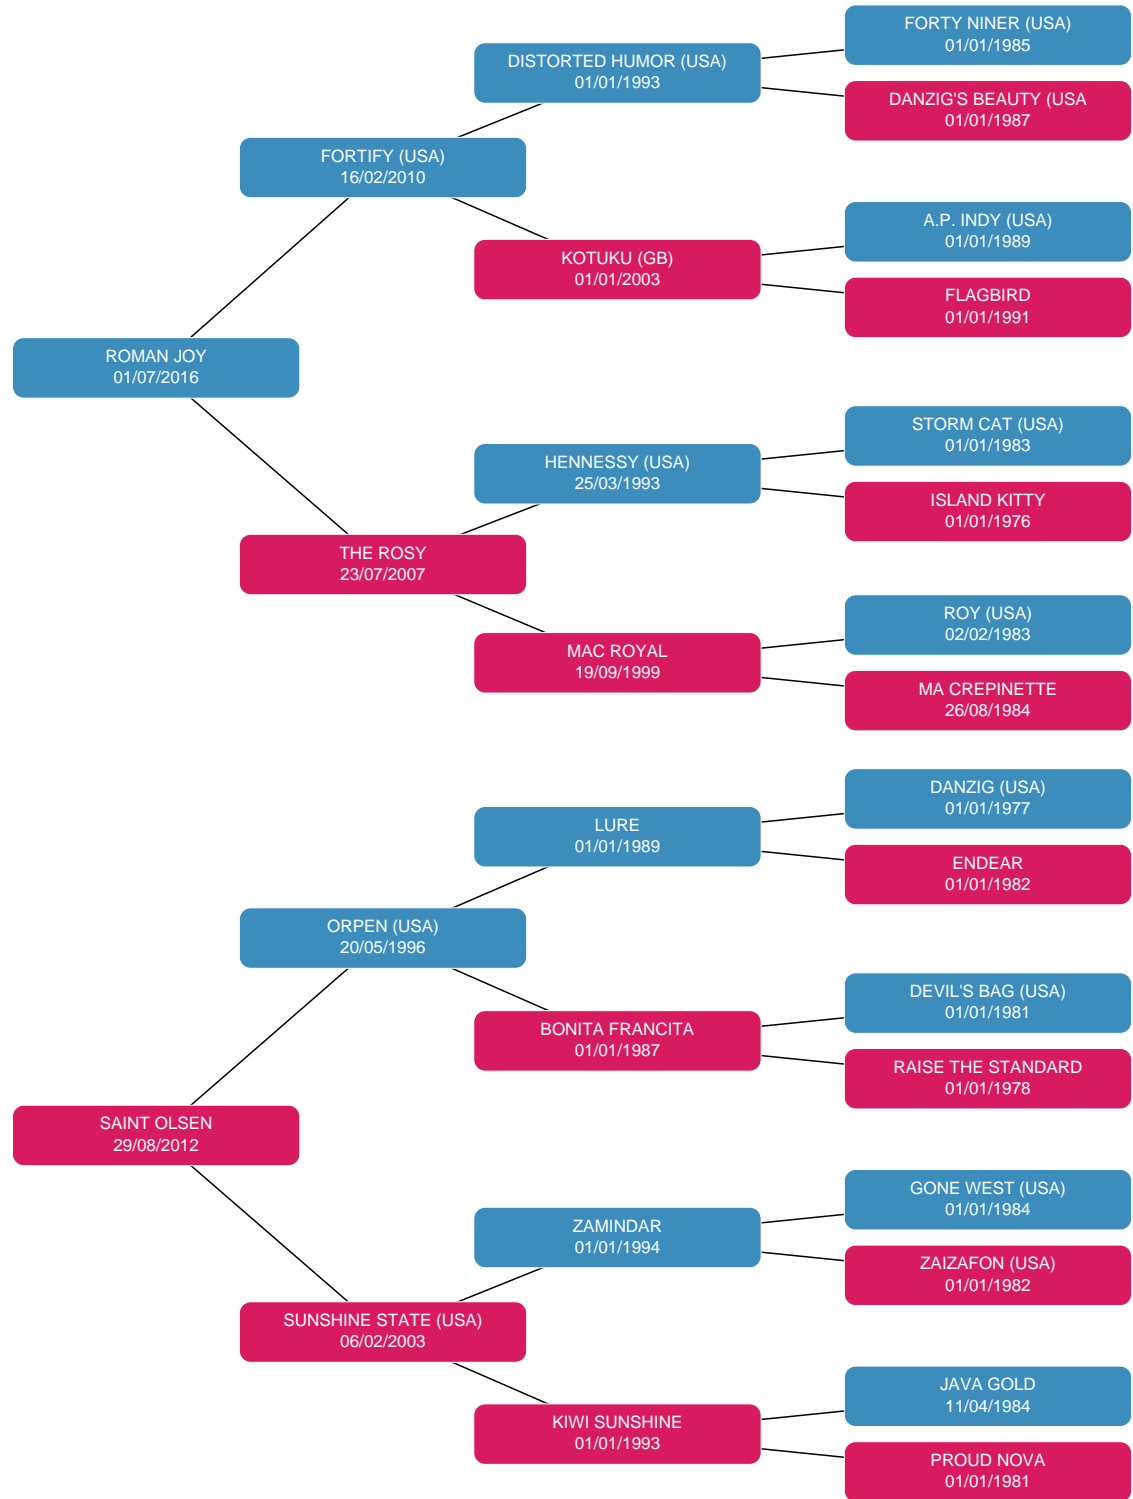 FORTY NINER (USA)
01/01/1985
DISTORTED HUMOR (USA)
01/01/1993
DANZIG'S BEAUTY (USA
01/01/1987
FORTIFY (USA)
16/02/2010
A.P. INDY (USA)
01/01/1989
KOTUKU (GB)
01/01/2003
FLAGBIRD
01/01/1991
ROMAN JOY
01/07/2016
STORM CAT (USA)
01/01/1983
HENNESSY (USA)
25/03/1993
ISLAND KITTY
01/01/1976
THE ROSY
23/07/2007
ROY (USA)
02/02/1983
MAC ROYAL
19/09/1999
MA CREPINETTE
26/08/1984
DANZIG (USA)
01/01/1977
LURE
01/01/1989
ENDEAR
01/01/1982
ORPEN (USA)
20/05/1996
DEVIL'S BAG (USA)
01/01/1981
BONITA FRANCITA
01/01/1987
RAISE THE STANDARD
01/01/1978
SAINT OLSEN
29/08/2012
GONE WEST (USA)
01/01/1984
ZAMINDAR
01/01/1994
ZAIZAFON (USA)
01/01/1982
SUNSHINE STATE (USA)
06/02/2003
JAVA GOLD
11/04/1984
KIWI SUNSHINE
01/01/1993
PROUD NOVA
01/01/1981